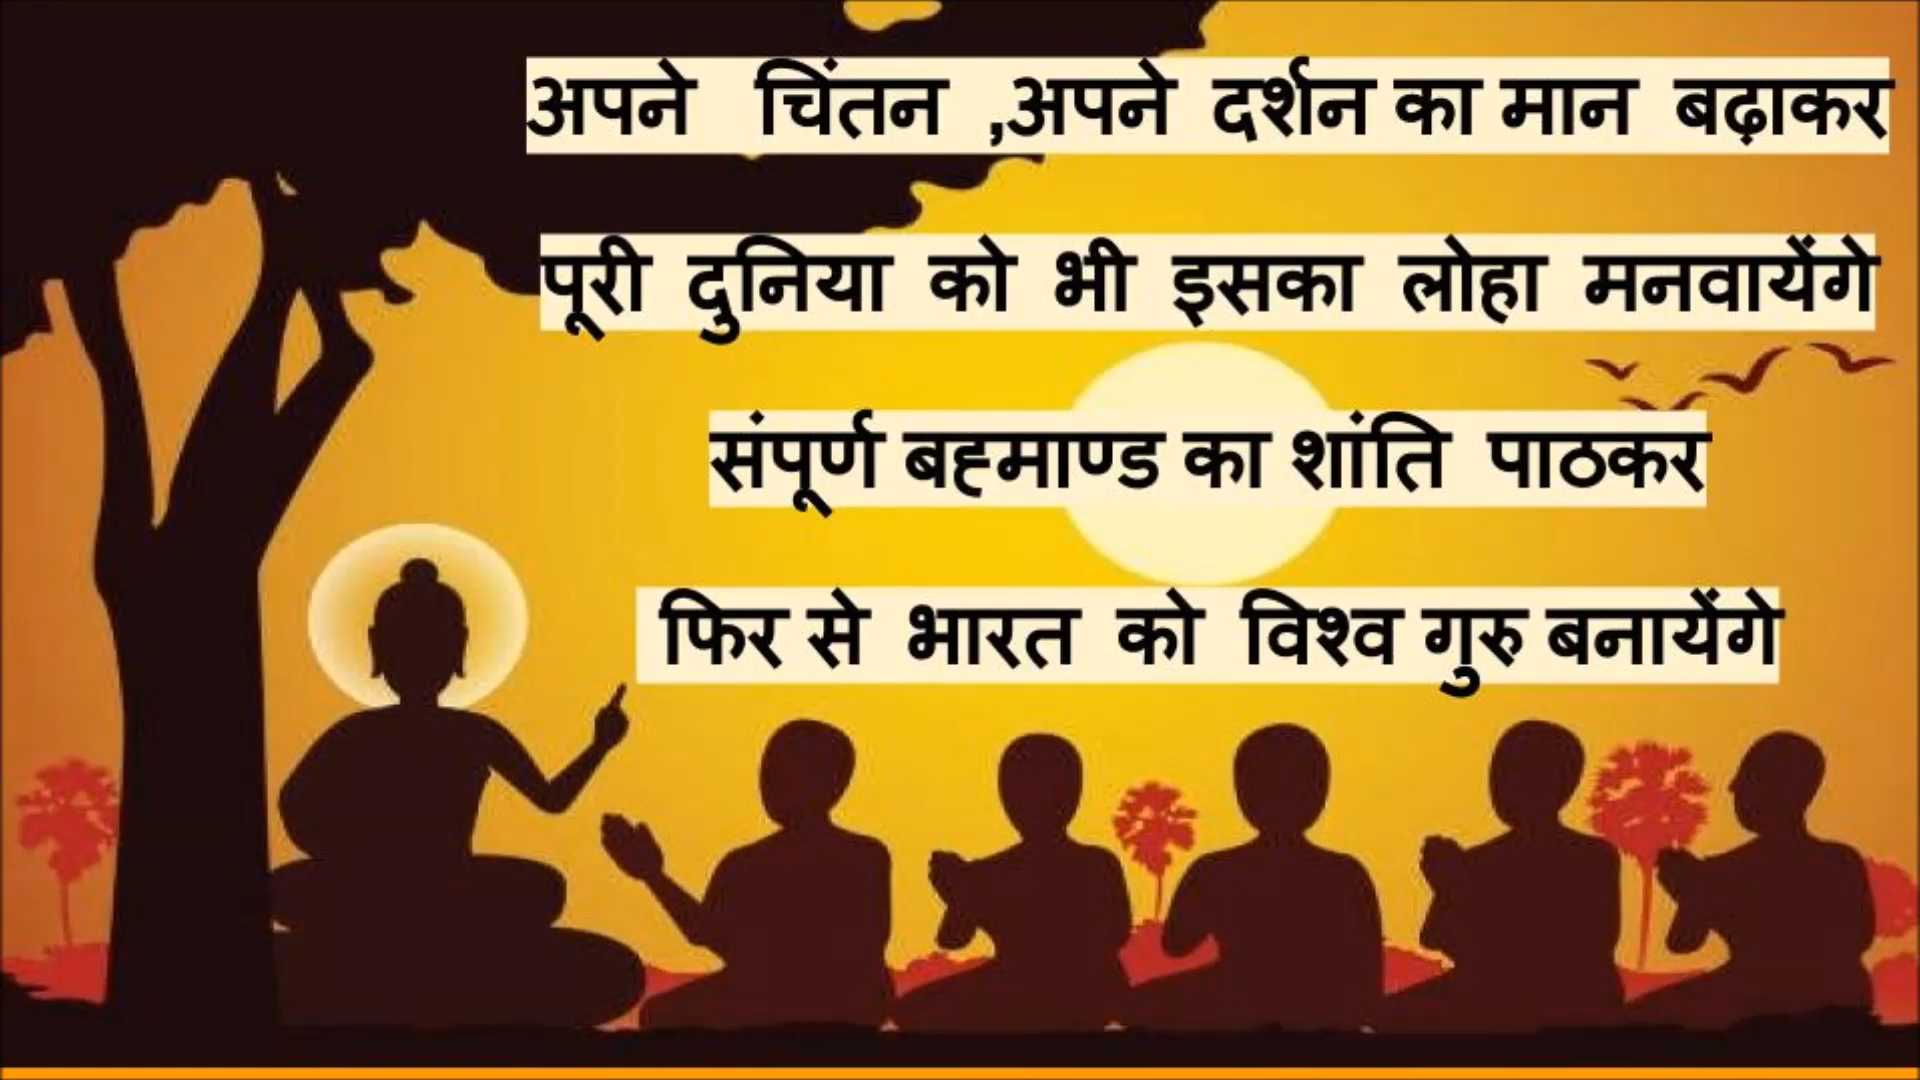 अपने चिंतन ,अपने दर्शन का मान बढ़ाकर
पूरी दुनिया को भी इसका लोहा मनवायेंगे
संपूर्ण बह्माण्ड का शांति पाठकर
फिर से भारत को विश्व गुरु बनायेंगे